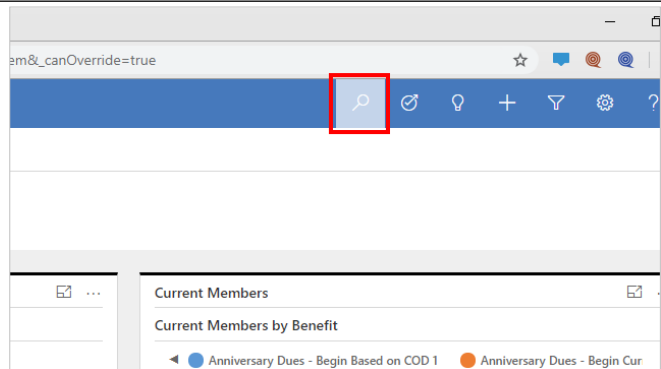 em&_canOverride=true
?
Current Members
Current Members by Benefit
Anniversary Dues - Begin Based on COD 1
Anniversary Dues - Begin Cur